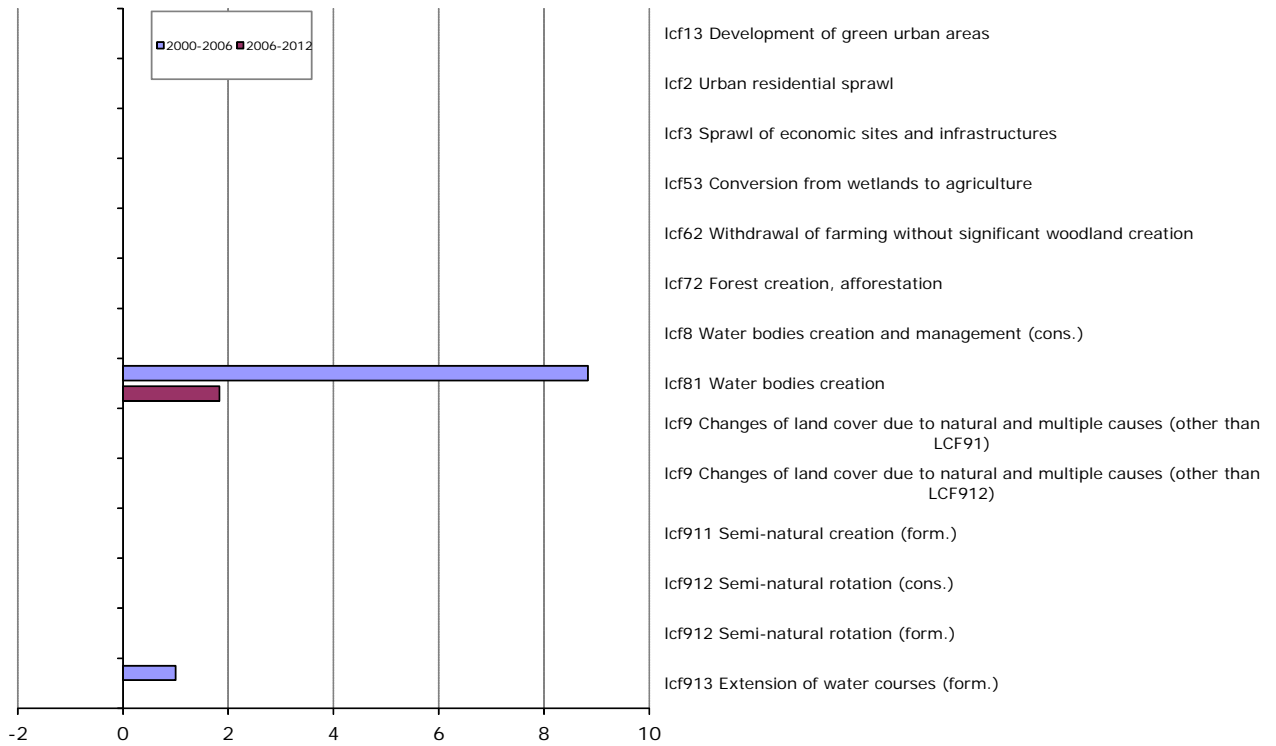 2000-2006 2006-2012
lcf13 Development of green urban areas
lcf2 Urban residential sprawl
lcf3 Sprawl of economic sites and infrastructures
lcf53 Conversion from wetlands to agriculture
lcf62 Withdrawal of farming without significant woodland creation
lcf72 Forest creation, afforestation
lcf8 Water bodies creation and management (cons.)
lcf81 Water bodies creation
lcf9 Changes of land cover due to natural and multiple causes (other than
LCF91)
lcf9 Changes of land cover due to natural and multiple causes (other than
LCF912)
lcf911 Semi-natural creation (form.)
lcf912 Semi-natural rotation (cons.)
lcf912 Semi-natural rotation (form.)
lcf913 Extension of water courses (form.)
-2 0 2 4 6 8 10